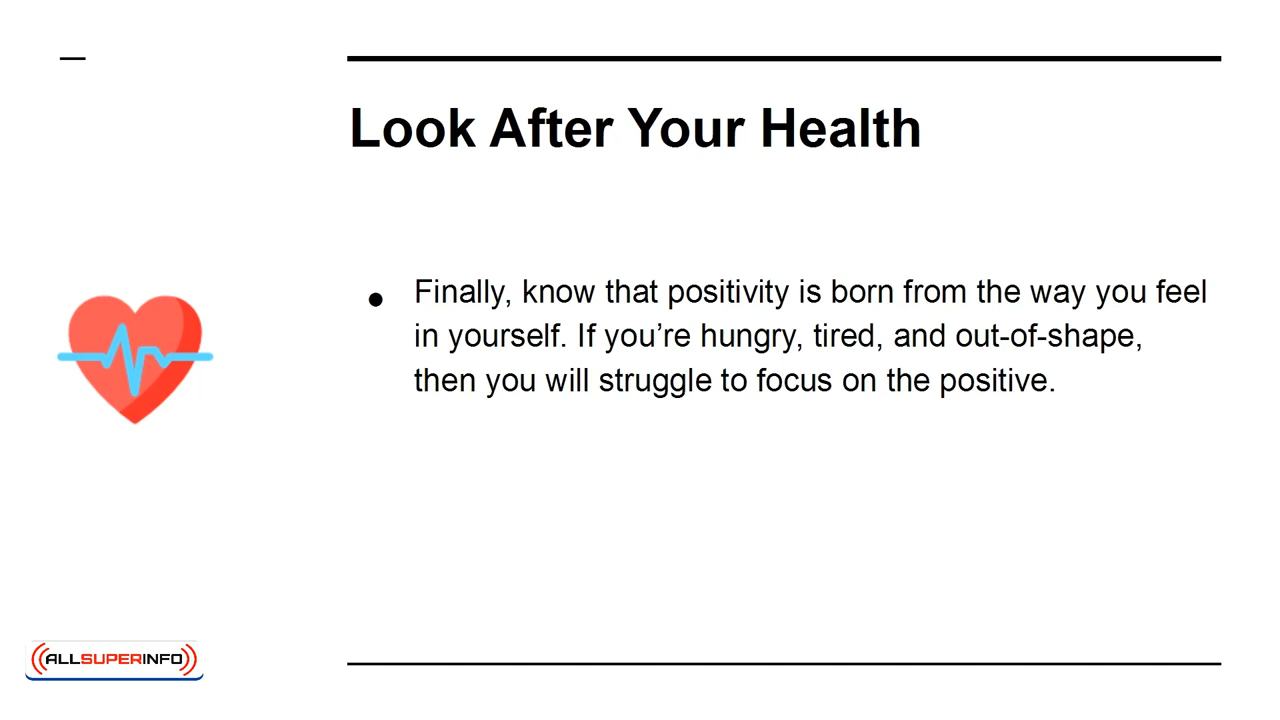 Look After Your Health
● Finally, know that positivity is born from the way you feel
in yourself. If you’re hungry, tired, and out-of-shape,
then you will struggle to focus on the positive.
ALLSUPERINFO